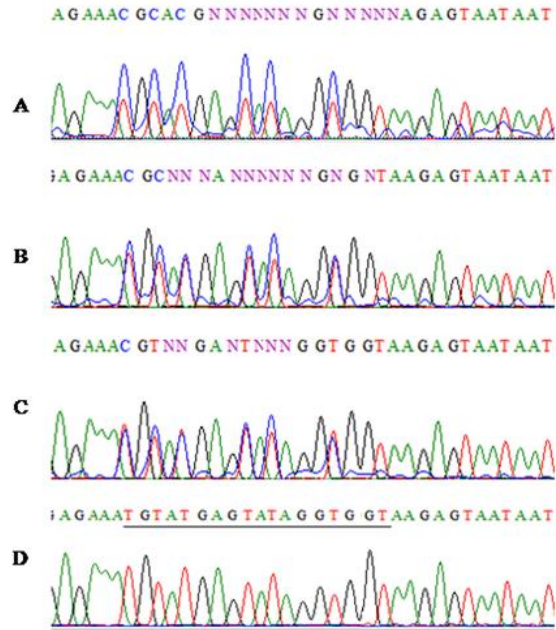 AGAAACGCACGNNNNNNNGNNNNNAGAGTAATAAT
A
GAGAAACGCNNNANNNNNNGNGNTAAGAGTAATAAT
B
AGAAACGTNNGANTNNNGGTGGTAAGAGTAATAAT
C
GAGAAATGTATGAGTATAGGTGGTAAGAGTAATAAT
D